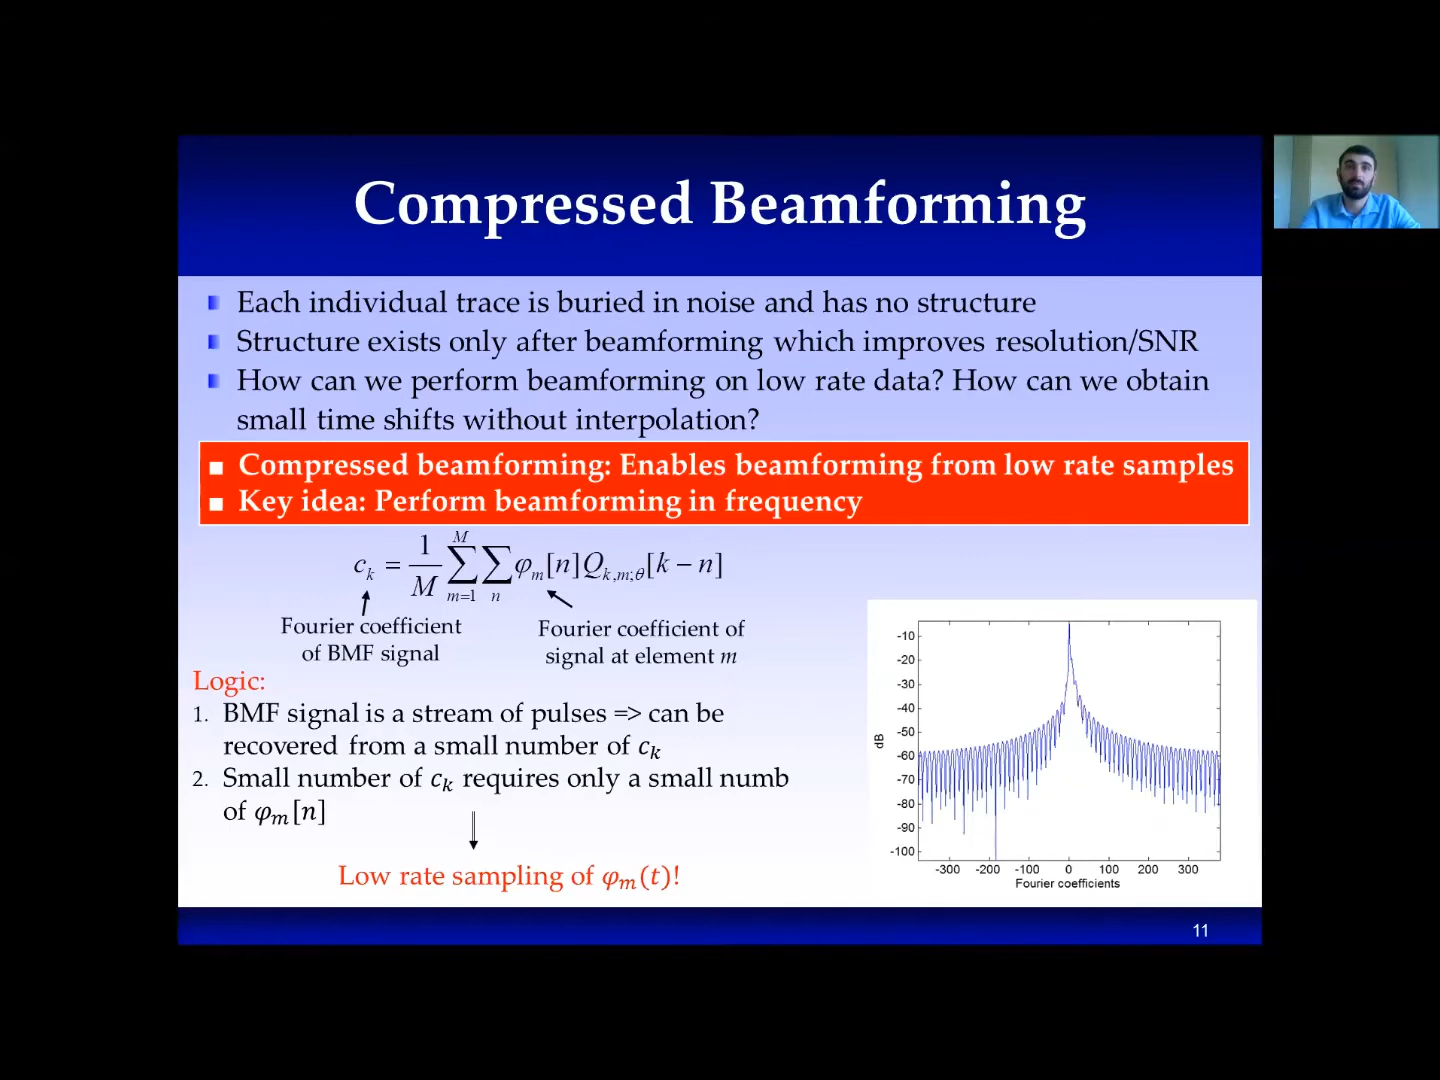 Compressed Beamforming
Each individual trace is buried in noise and has no structure
Structure exists only after beamforming which improves resolution/SNR
How can we perform beamforming on low rate data? How can we obtain
small time shifts without interpolation?
Compressed beamforming: Enables beamforming from low rate samples
Key idea: Perform beamforming in frequency
c_k = \frac{1}{M} \sum_{m=1}^{M} \sum_{n} φ_m[n]Q_{k,m;θ}[k − n]
Fourier coefficient
of BMF signal
Fourier coefficient of
signal at element m
Logic:
1. BMF signal is a stream of pulses => can be
recovered from a small number of c_k
2. Small number of c_k requires only a small numb
of φ_m[n]
Low rate sampling of φ_m(t)!
dB
-10
-20
-30
-40
-50
-60
-70
-80
-90
-100
-300 -200 -100 0 100 200 300
Fourier coefficients
11